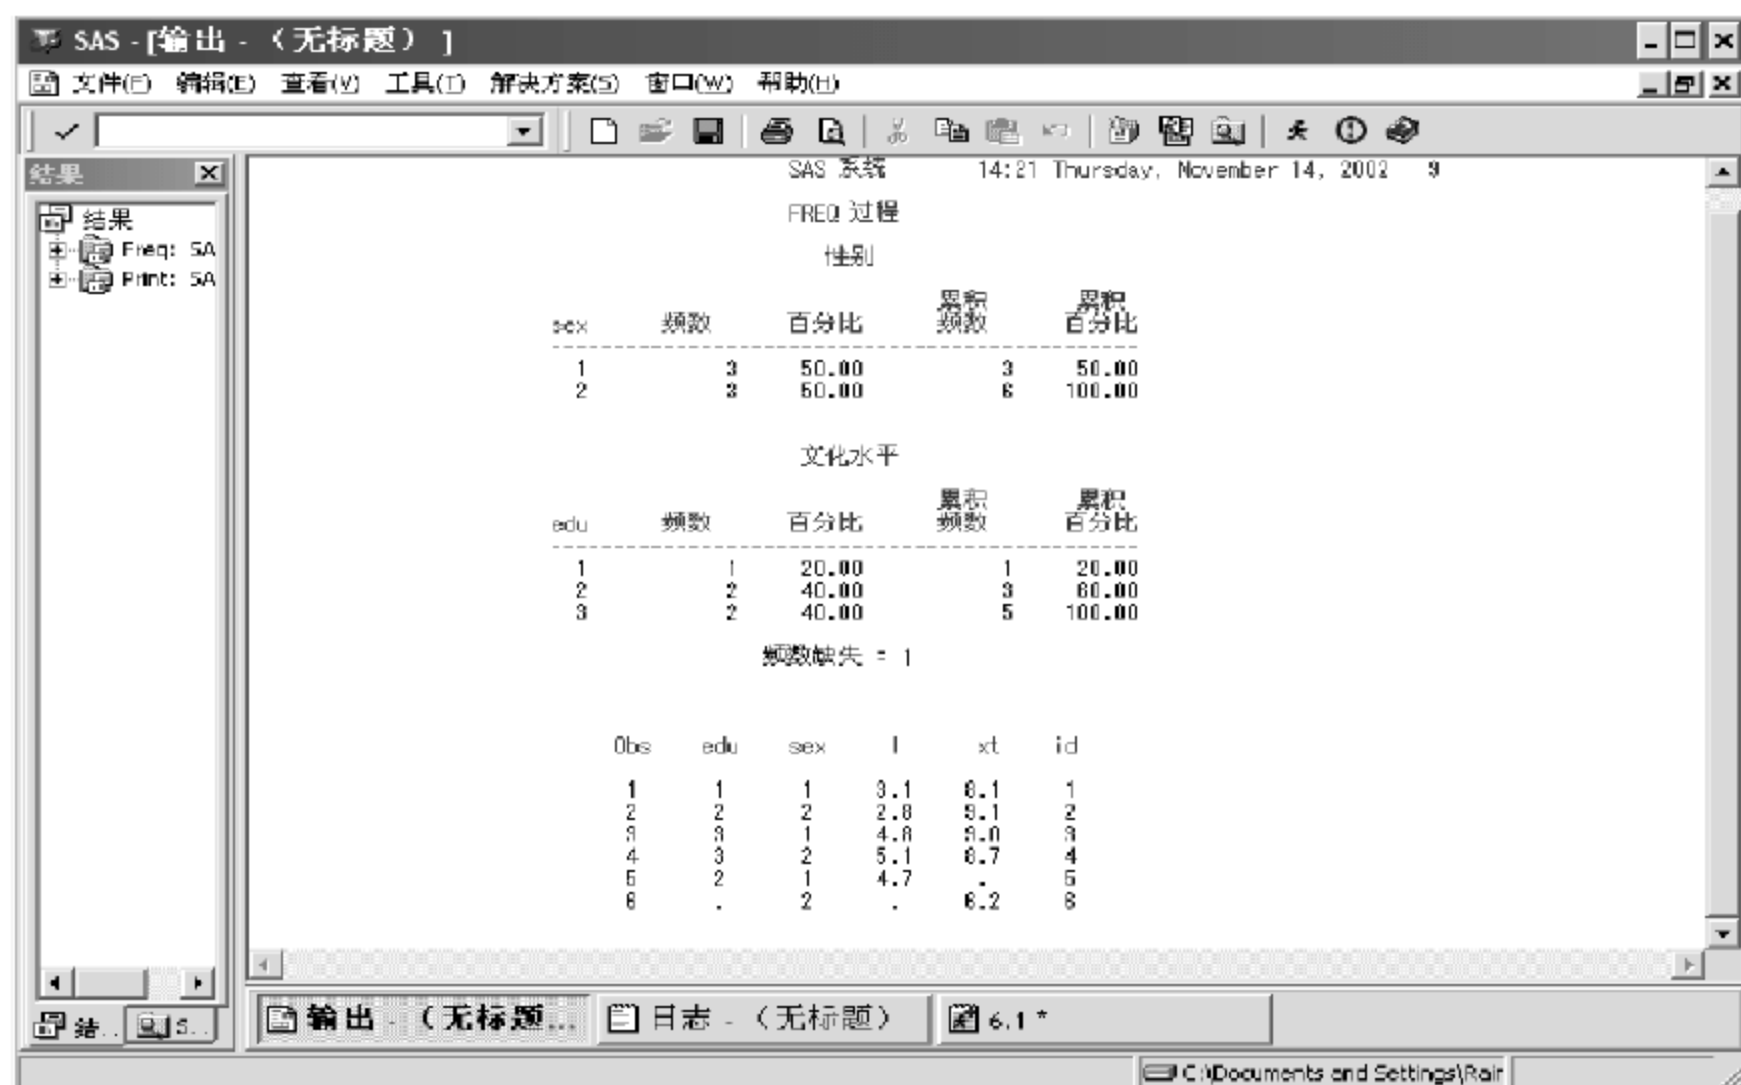 SAS - [输出 - （无标题） ]
文件(F) 编辑(E) 查看(V) 工具(T) 解决方案(S) 窗口(W) 帮助(H)
结果
结果
Freq: SA
Print: SA
SAS 系统 14:21 Thursday, November 14, 2002 9
FREQ 过程
性别
累积 累积
sex 频数 百分比 频数 百分比
1 3 50.00 3 50.00
2 3 50.00 6 100.00
文化水平
累积 累积
edu 频数 百分比 频数 百分比
1 1 20.00 1 20.00
2 2 40.00 3 60.00
3 2 40.00 5 100.00
频数缺失 = 1
Obs edu sex l xt id
1 1 1 3.1 8.1 1
2 2 2 2.8 9.1 2
3 3 1 4.8 9.0 3
4 3 2 5.1 8.7 4
5 2 1 4.7 . 5
6 . 2 . 6.2 6
结.. S..
输出 - （无标题... 日志 - （无标题） 6.1 *
C:\Documents and Settings\Rair